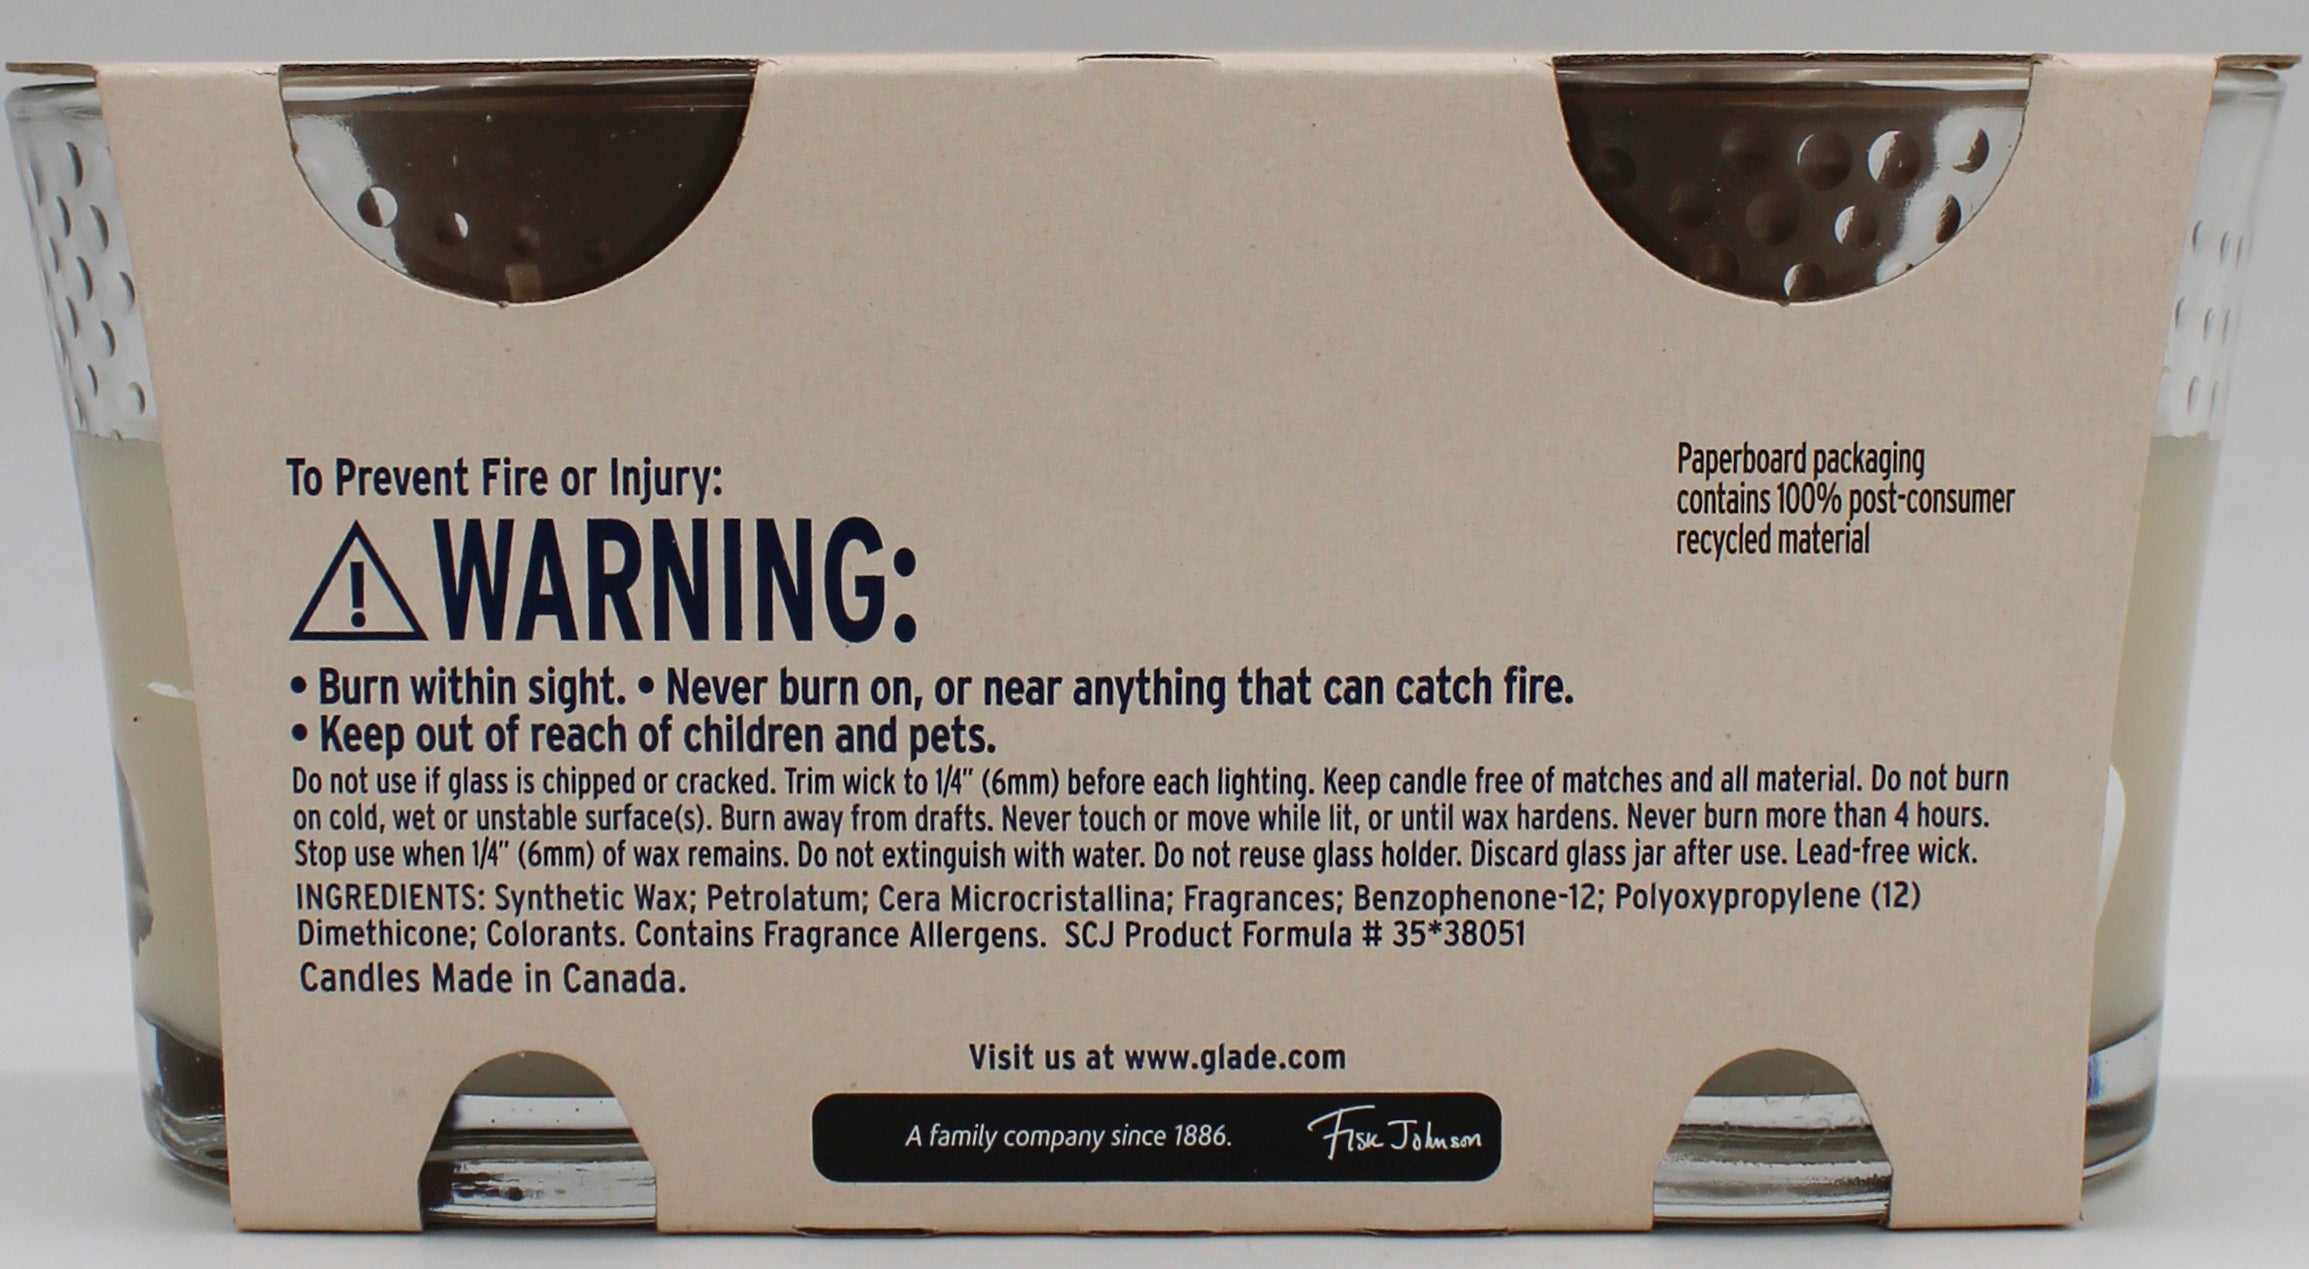 To Prevent Fire or Injury:
WARNING:
• Burn within sight. • Never burn on, or near anything that can catch fire.
• Keep out of reach of children and pets.
Do not use if glass is chipped or cracked. Trim wick to 1/4" (6mm) before each lighting. Keep candle free of matches and all material. Do not burn
on cold, wet or unstable surface(s). Burn away from drafts. Never touch or move while lit, or until wax hardens. Never burn more than 4 hours.
Stop use when 1/4" (6mm) of wax remains. Do not extinguish with water. Do not reuse glass holder. Discard glass jar after use. Lead-free wick.
INGREDIENTS: Synthetic Wax; Petrolatum; Cera Microcristallina; Fragrances; Benzophenone-12; Polyoxypropylene (12)
Dimethicone; Colorants. Contains Fragrance Allergens. SCJ Product Formula # 35*38051
Candles Made in Canada.
Paperboard packaging
contains 100% post-consumer
recycled material
Visit us at www.glade.com
A family company since 1886. Fisk Johnson